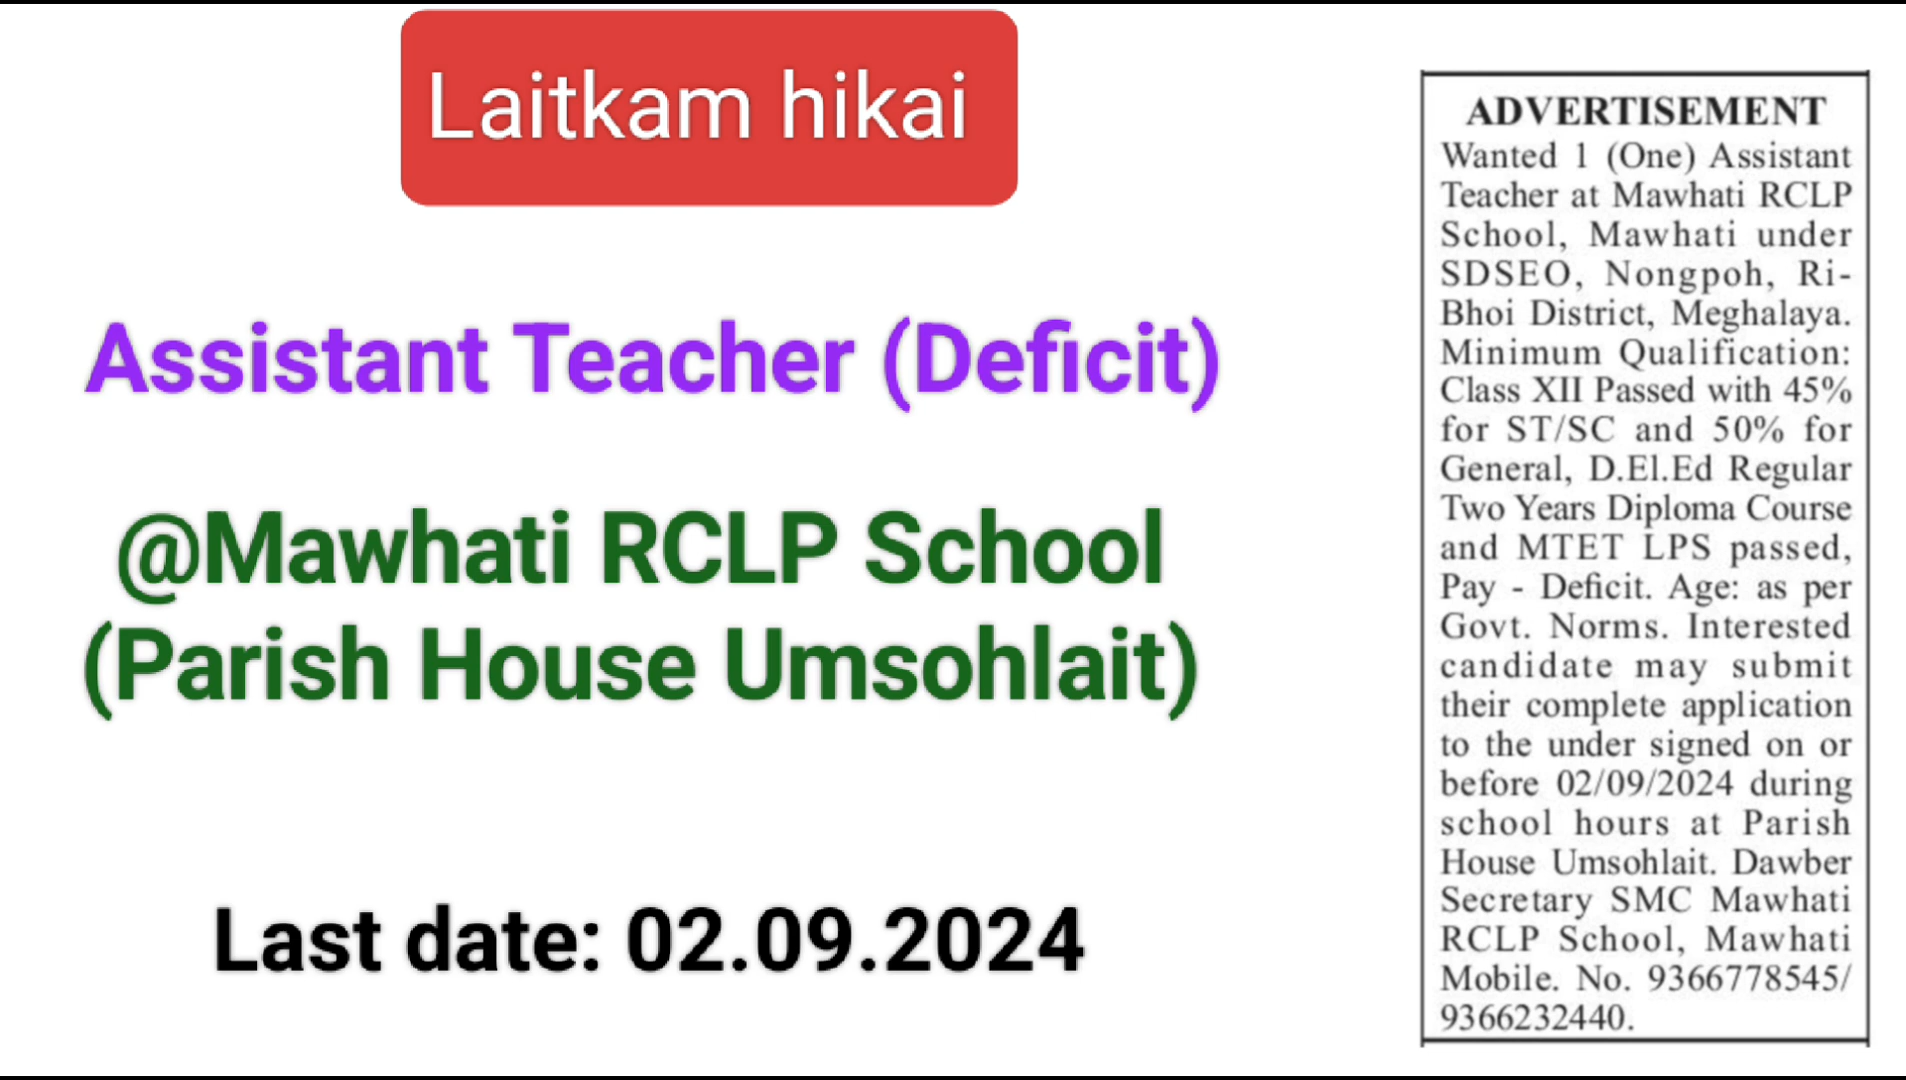 Laitkam hikai
Assistant Teacher (Deficit)
@Mawhati RCLP School
(Parish House Umsohlait)
Last date: 02.09.2024
ADVERTISEMENT
Wanted 1 (One) Assistant
Teacher at Mawhati RCLP
School, Mawhati under
SDSEO, Nongpoh, Ri-
Bhoi District, Meghalaya.
Minimum Qualification:
Class XII Passed with 45%
for ST/SC and 50% for
General, D.El.Ed Regular
Two Years Diploma Course
and MTET LPS passed,
Pay - Deficit. Age: as per
Govt. Norms. Interested
candidate may submit
their complete application
to the under signed on or
before 02/09/2024 during
school hours at Parish
House Umsohlait. Dawber
Secretary SMC Mawhati
RCLP School, Mawhati
Mobile. No. 9366778545/
9366232440.